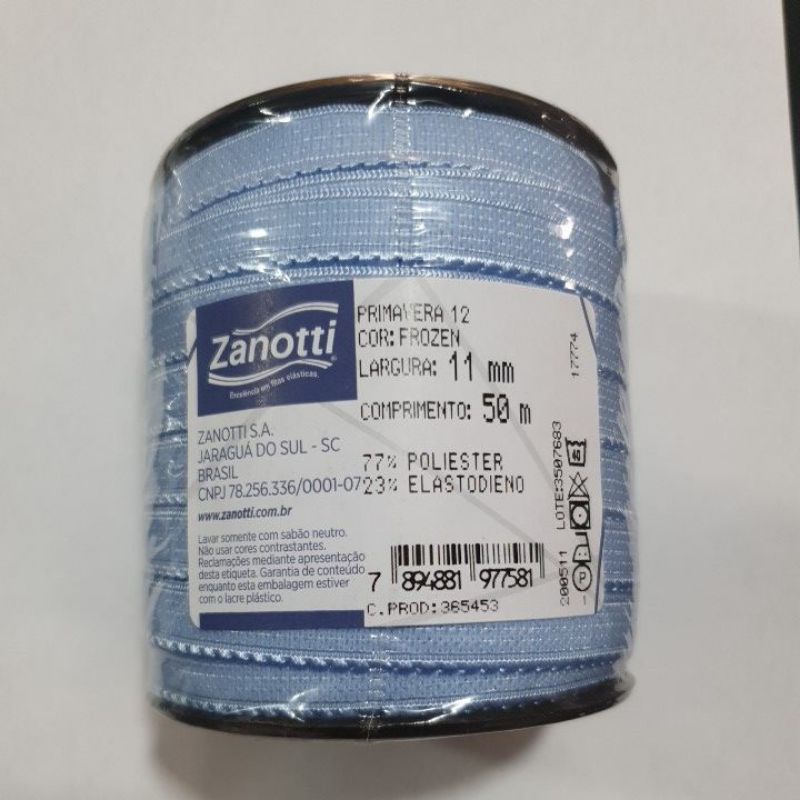 Zanotti
Excelência em fitas elásticas.
ZANOTTI S.A.
JARAGUÁ DO SUL - SC
BRASIL
CNPJ 78.256.336/0001-07
www.zanotti.com.br
Lavar somente com sabão neutro.
Não usar cores contrastantes.
Reclamações mediante apresentação
desta etiqueta. Garantia de conteúdo
enquanto esta embalagem estiver
com o lacre plástico.
PRIMAVERA 12
COR: FROZEN
LARGURA: 11 mm
COMPRIMENTO: 50 m
77% POLIESTER
23% ELASTODIENO
7 894881 977581
C.PROD:365453
17774
LOTE:3507683
200511
40
P